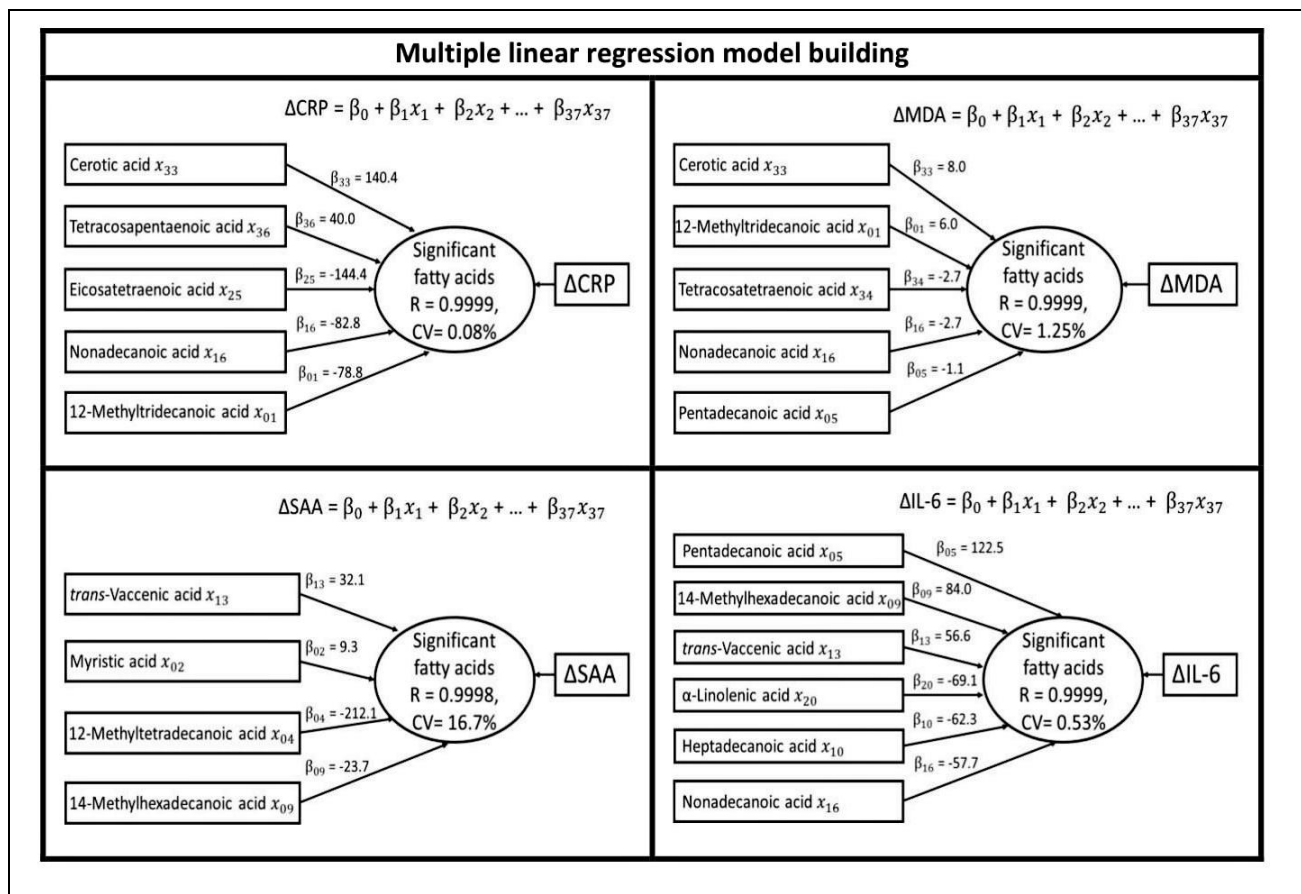 Multiple linear regression model building
ΔCRP = β₀ + β₁x₁ + β₂x₂ + ... + β₃₇x₃₇
Cerotic acid x₃₃
β₃₃ = 140.4
Tetracosapentaenoic acid x₃₆
β₃₆ = 40.0
Eicosatetraenoic acid x₂₅
β₂₅ = -144.4
Nonadecanoic acid x₁₆
β₁₆ = -82.8
12-Methyltridecanoic acid x₀₁
β₀₁ = -78.8
Significant
fatty acids
R = 0.9999,
CV= 0.08%
ΔCRP
ΔMDA = β₀ + β₁x₁ + β₂x₂ + ... + β₃₇x₃₇
Cerotic acid x₃₃
β₃₃ = 8.0
12-Methyltridecanoic acid x₀₁
β₀₁ = 6.0
Tetracosatetraenoic acid x₃₄
β₃₄ = -2.7
Nonadecanoic acid x₁₆
β₁₆ = -2.7
Pentadecanoic acid x₀₅
β₀₅ = -1.1
Significant
fatty acids
R = 0.9999,
CV= 1.25%
ΔMDA
ΔSAA = β₀ + β₁x₁ + β₂x₂ + ... + β₃₇x₃₇
trans-Vaccenic acid x₁₃
β₁₃ = 32.1
Myristic acid x₀₂
β₀₂ = 9.3
12-Methyltetradecanoic acid x₀₄
β₀₄ = -212.1
14-Methylhexadecanoic acid x₀₉
β₀₉ = -23.7
Significant
fatty acids
R = 0.9998,
CV= 16.7%
ΔSAA
ΔIL-6 = β₀ + β₁x₁ + β₂x₂ + ... + β₃₇x₃₇
Pentadecanoic acid x₀₅
β₀₅ = 122.5
14-Methylhexadecanoic acid x₀₉
β₀₉ = 84.0
trans-Vaccenic acid x₁₃
β₁₃ = 56.6
α-Linolenic acid x₂₀
β₂₀ = -69.1
Heptadecanoic acid x₁₀
β₁₀ = -62.3
Nonadecanoic acid x₁₆
β₁₆ = -57.7
Significant
fatty acids
R = 0.9999,
CV= 0.53%
ΔIL-6